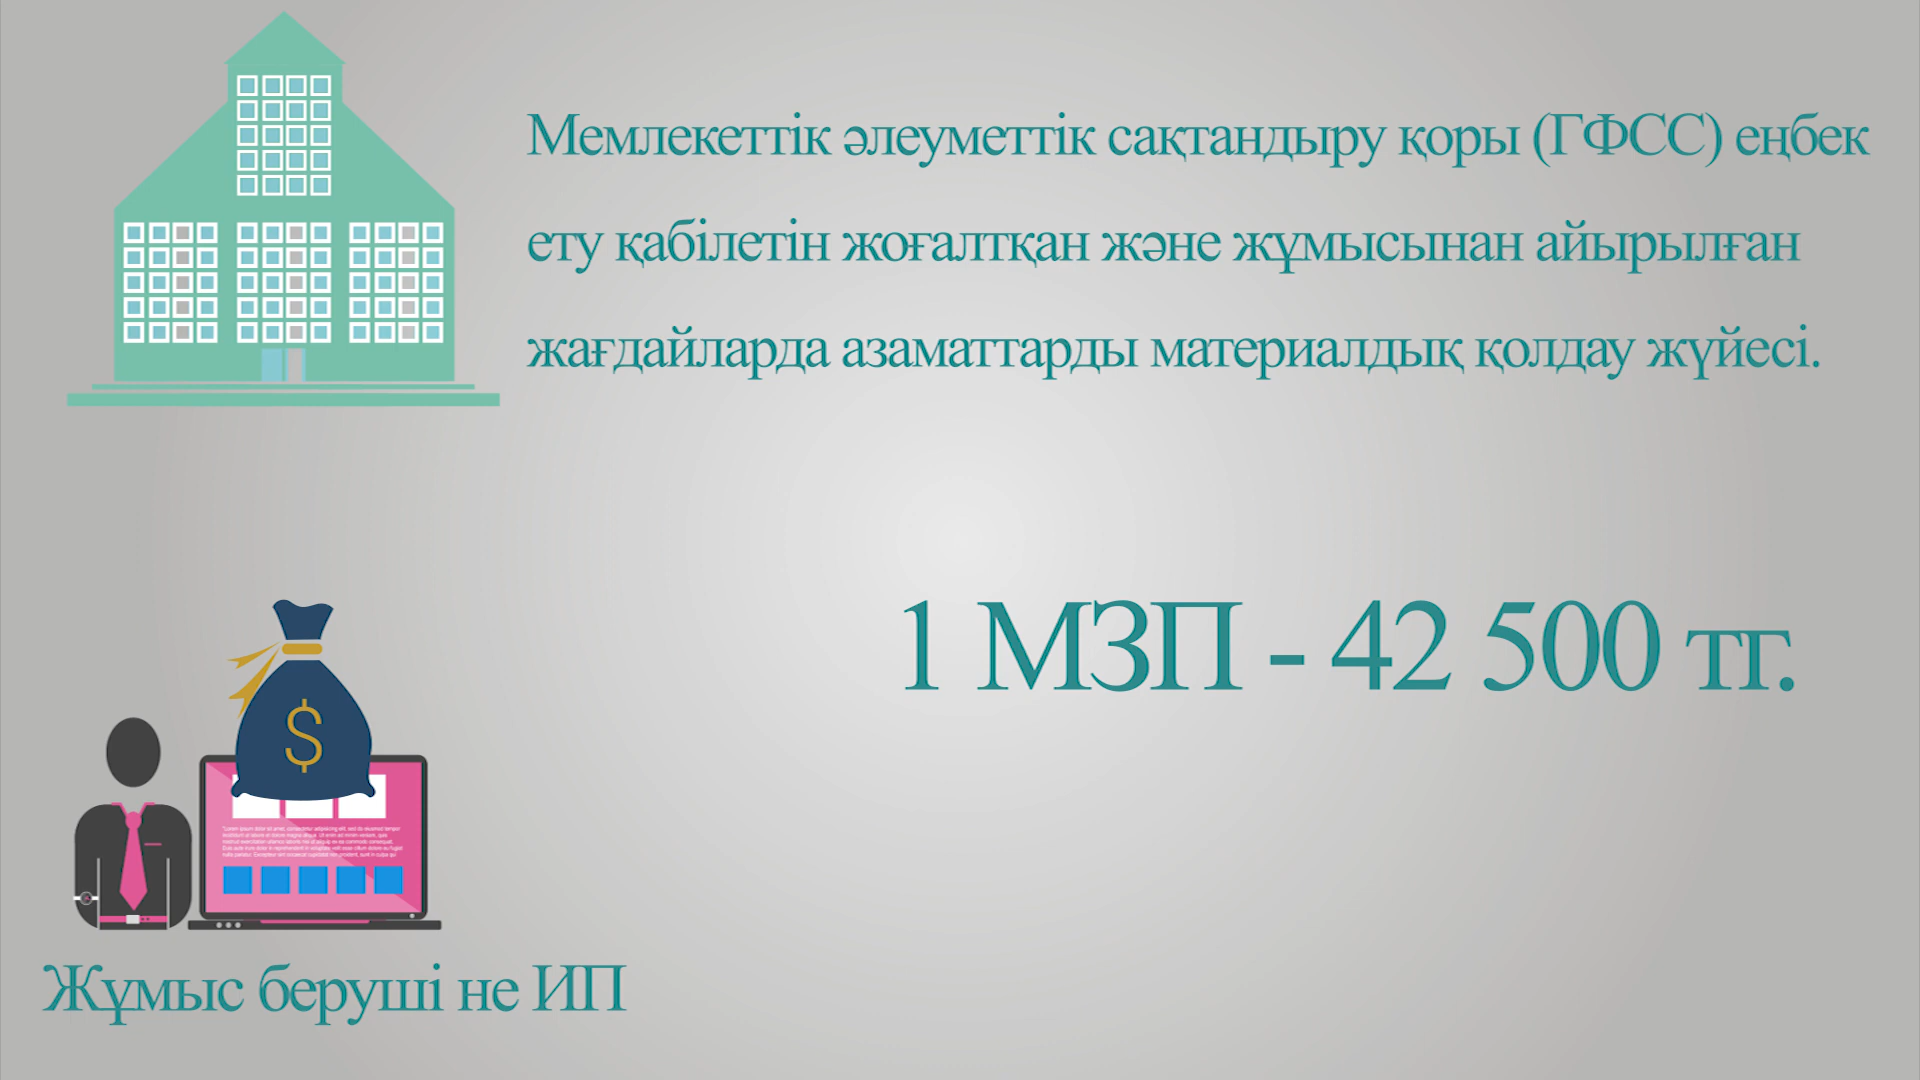 Мемлекеттік әлеуметтік сақтандыру қоры (ГФСС) еңбек
ету қабілетін жоғалтқан және жұмысынан айырылған
жағдайларда азаматтарды материалдық қолдау жүйесі.
1 МЗП - 42 500 тг.
$
Жұмыс беруші не ИП